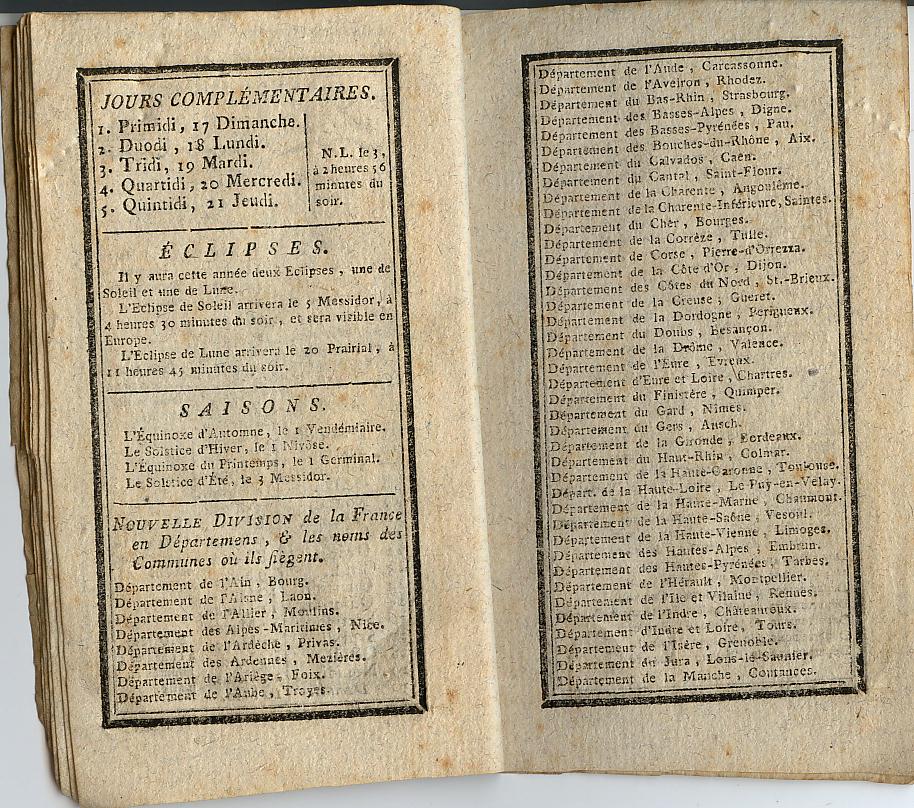 JOURS COMPLÉMENTAIRES.
1. Primidi, 17 Dimanche.
2. Duodi, 18 Lundi.
3. Tridi, 19 Mardi.
4. Quartidi, 20 Mercredi.
5. Quintidi, 21 Jeudi.
N.L. le 3,
à 2 heures 56
minutes du
soir.
ÉCLIPSES.
Il y aura cette année deux Eclipses, une de
Soleil et une de Lune.
L'Eclipse de Soleil arrivera le 5 Messidor, à
4 heures 30 minutes du soir, et sera visible en
Europe.
L'Eclipse de Lune arrivera le 20 Prairial, à
11 heures 45 minutes du soir.
SAISONS.
L'Équinoxe d'Automne, le 1 Vendémiaire.
Le Solstice d'Hiver, le 1 Nivôse.
L'Équinoxe du Printemps, le 1 Germinal.
Le Solstice d'Été, le 3 Messidor.
NOUVELLE DIVISION de la France
en Départemens, & les noms des
Communes où ils siégent.
Département de l'Ain, Bourg.
Département de l'Aisne, Laon.
Département de l'Allier, Moulins.
Département des Alpes-Maritimes, Nice.
Département de l'Ardèche, Privas.
Département des Ardennes, Mezières.
Département de l'Ariège, Foix.
Département de l'Aube, Troyes.
Département de l'Aude, Carcassonne.
Département de l'Aveiron, Rhodez.
Département du Bas-Rhin, Strasbourg.
Département des Basses-Alpes, Digne.
Département des Basses-Pyrénées, Pau.
Département des Bouches-du-Rhône, Aix.
Département du Calvados, Caen.
Département du Cantal, Saint-Flour.
Département de la Charente, Angoulême.
Département de la Charente-Inférieure, Saintes.
Département du Chèr, Bourges.
Département de la Corrèze, Tulle.
Département de Corse, Pierre-d'Orrezza.
Département de la Côte d'Or, Dijon.
Département des Côtes du Nord, St.-Brieux.
Département de la Creuse, Gueret.
Département de la Dordogne, Périgueux.
Département du Doubs, Besançon.
Département de la Drôme, Valence.
Département de l'Eure, Evreux.
Département d'Eure et Loire, Chartres.
Département du Finistère, Quimper.
Département du Gard, Nimes.
Département du Gers, Ausch.
Département de la Gironde, Bordeaux.
Département du Haut-Rhin, Colmar.
Département de la Haute-Garonne, Toulouse.
Départ. de la Haute-Loire, Le Puy-en-Velay.
Département de la Haute-Marne, Chaumont.
Département de la Haute-Saône, Vesoul.
Département de la Haute-Vienne, Limoges.
Département des Hautes-Alpes, Embrun.
Département des Hautes-Pyrénées, Tarbes.
Département de l'Hérault, Montpellier.
Département de l'Ile et Vilaine, Rennes.
Département de l'Indre, Châteauroux.
Département d'Indre et Loire, Tours.
Département de l'Isère, Grenoble.
Département du Jura, Lons-le-Saunier.
Département de la Manche, Coutances.